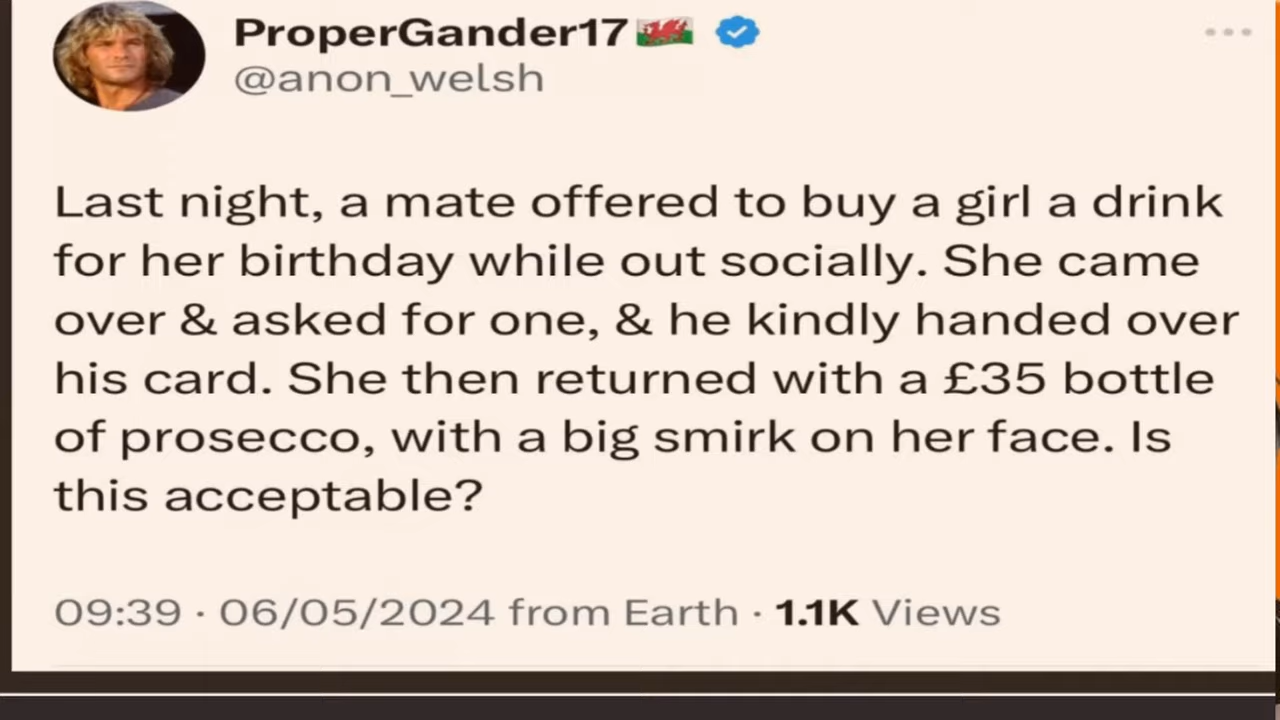 ProperGander17🏴󠁧󠁢󠁷󠁬󠁳󠁿
@anon_welsh
Last night, a mate offered to buy a girl a drink
for her birthday while out socially. She came
over & asked for one, & he kindly handed over
his card. She then returned with a £35 bottle
of prosecco, with a big smirk on her face. Is
this acceptable?
09:39 · 06/05/2024 from Earth · 1.1K Views